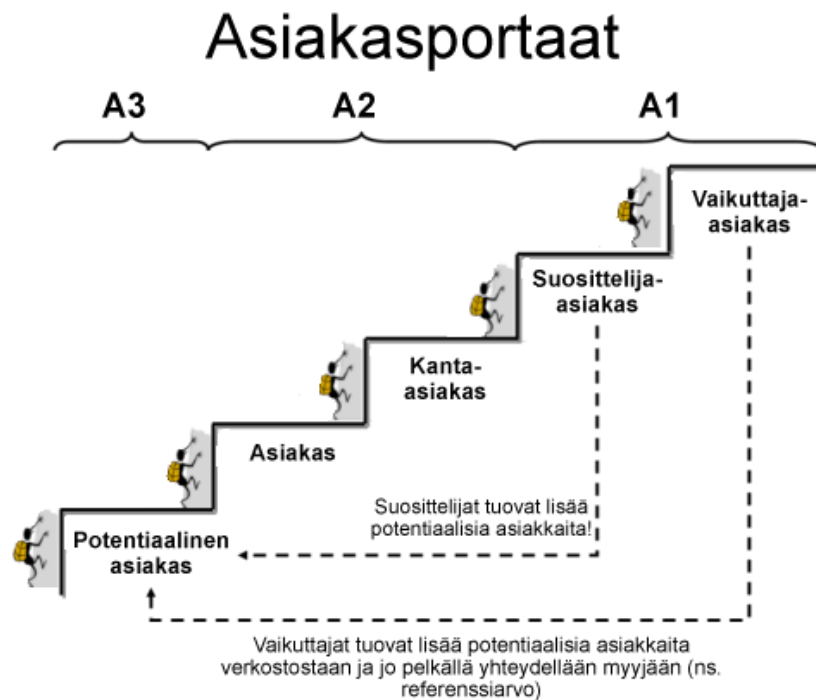 Asiakasportaat
A3
A2
A1
Vaikuttaja-
asiakas
Suosittelija-
asiakas
Kanta-
asiakas
Asiakas
Potentiaalinen
asiakas
Suosittelijat tuovat lisää
potentiaalisia asiakkaita!
Vaikuttajat tuovat lisää potentiaalisia asiakkaita
verkostostaan ja jo pelkällä yhteydellään myyjään (ns.
referenssiarvo)